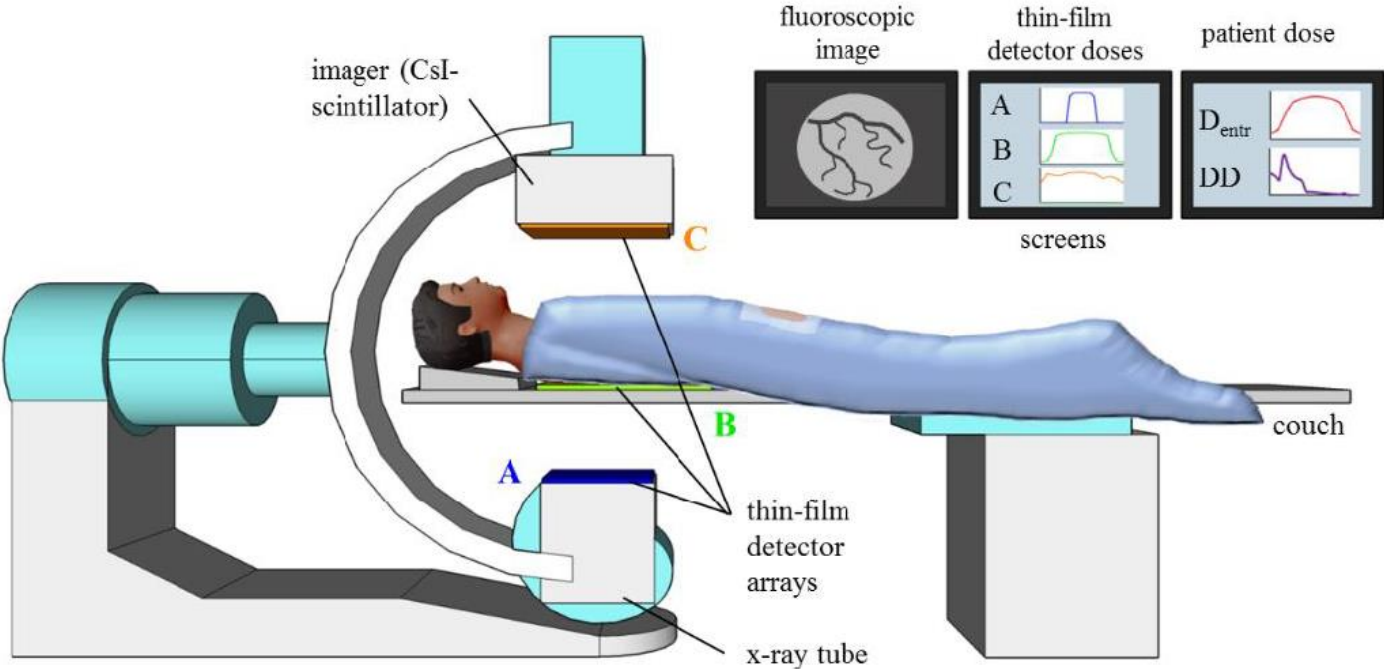 fluoroscopic
image
thin-film
detector doses
patient dose
imager (CsI-
scintillator)
A
B
C
D entr
DD
screens
C
B
couch
A
thin-film
detector
arrays
x-ray tube